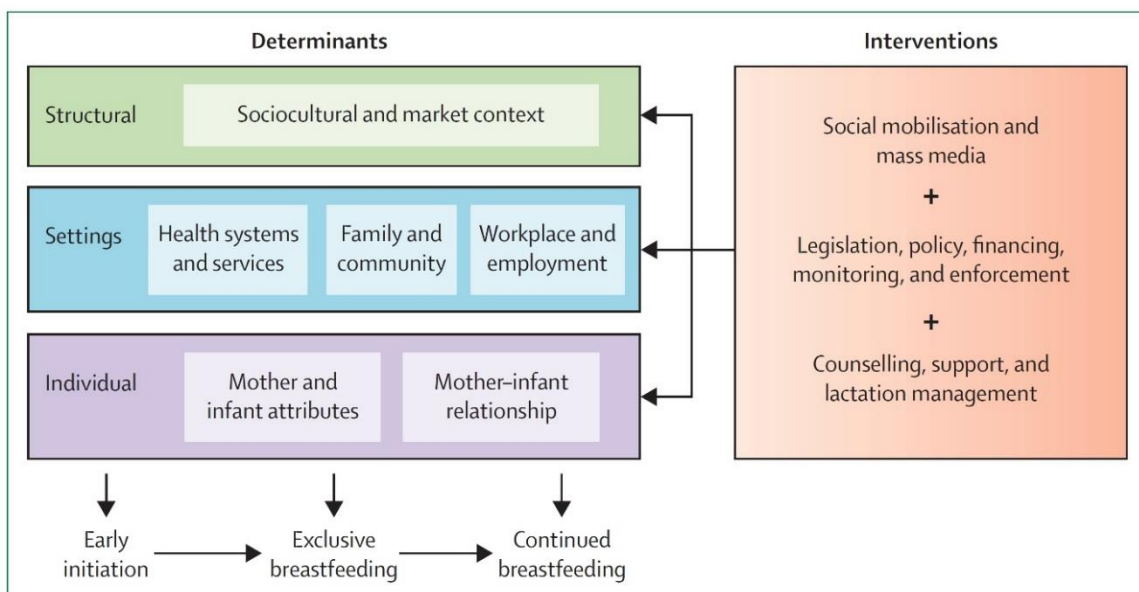 Determinants
Interventions
Structural
Sociocultural and market context
Settings
Health systems
and services
Family and
community
Workplace and
employment
Individual
Mother and
infant attributes
Mother–infant
relationship
Early
initiation
Exclusive
breastfeeding
Continued
breastfeeding
Social mobilisation and
mass media
+
Legislation, policy, financing,
monitoring, and enforcement
+
Counselling, support, and
lactation management